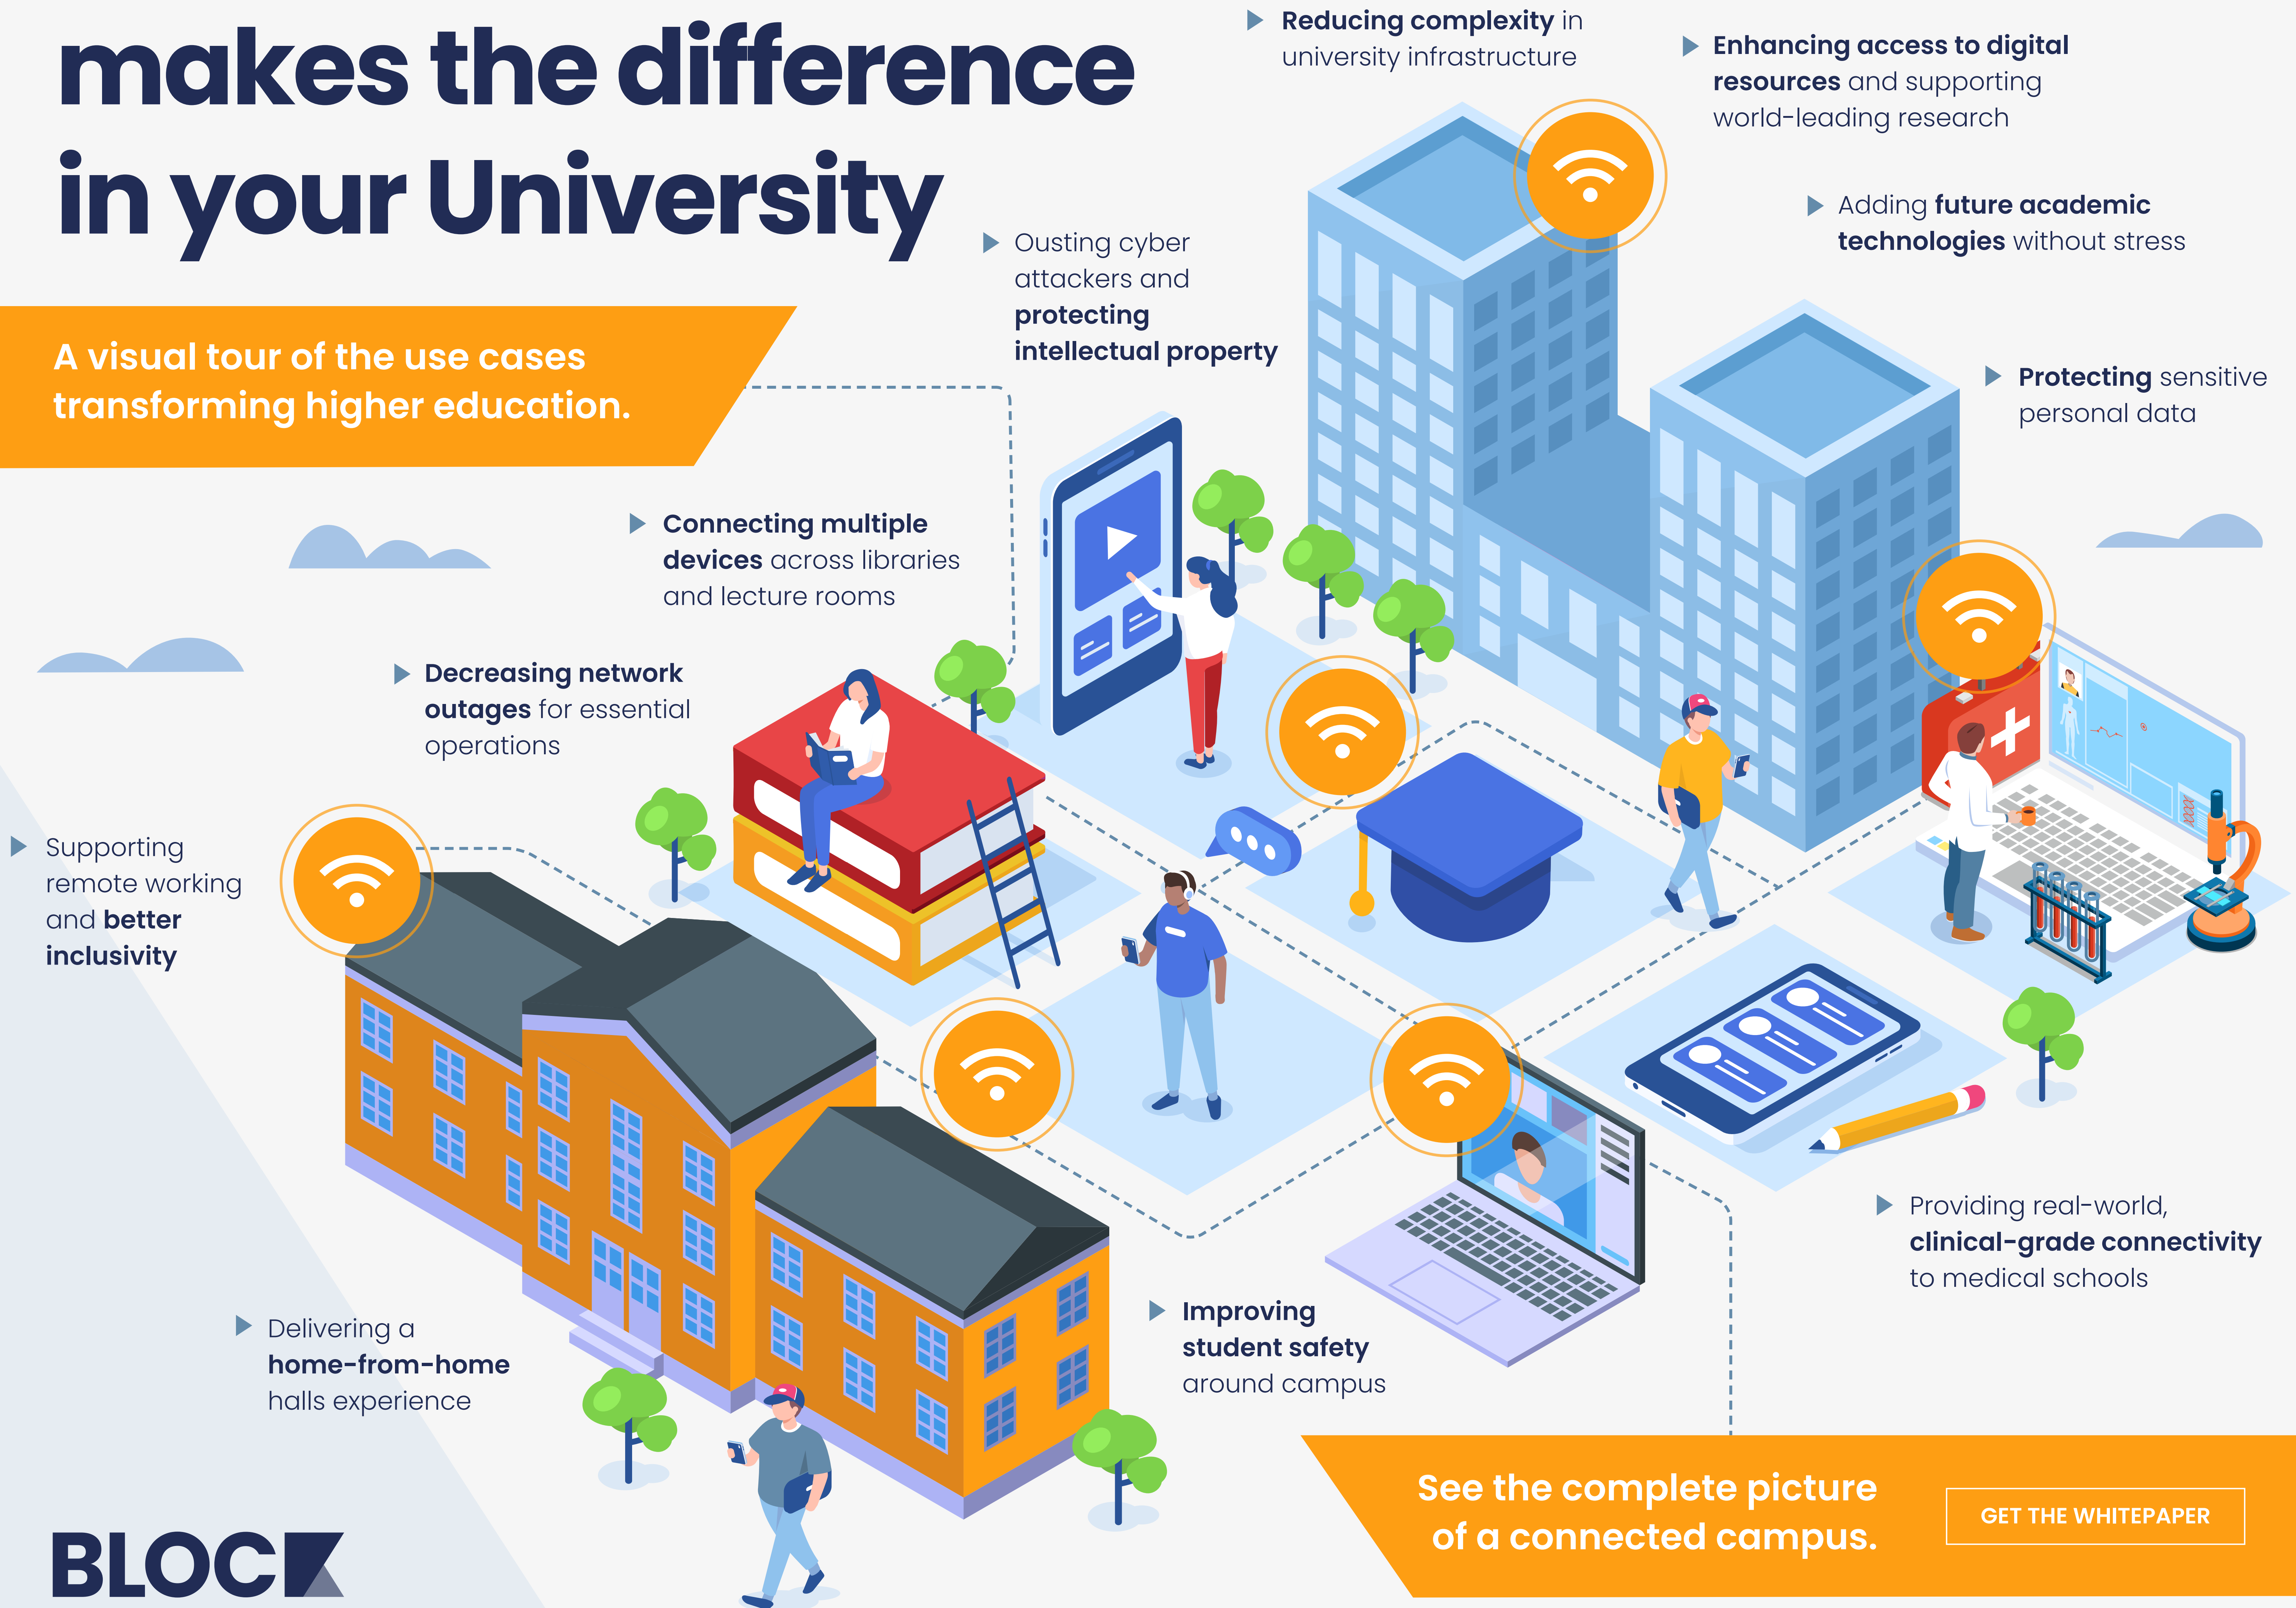 makes the difference
in your University
A visual tour of the use cases
transforming higher education.
Reducing complexity in
university infrastructure
Enhancing access to digital
resources and supporting
world-leading research
Adding future academic
technologies without stress
Ousting cyber
attackers and
protecting
intellectual property
Protecting sensitive
personal data
Connecting multiple
devices across libraries
and lecture rooms
Decreasing network
outages for essential
operations
Supporting
remote working
and better
inclusivity
Providing real-world,
clinical-grade connectivity
to medical schools
Improving
student safety
around campus
Delivering a
home-from-home
halls experience
See the complete picture
of a connected campus.
GET THE WHITEPAPER
BLOCK